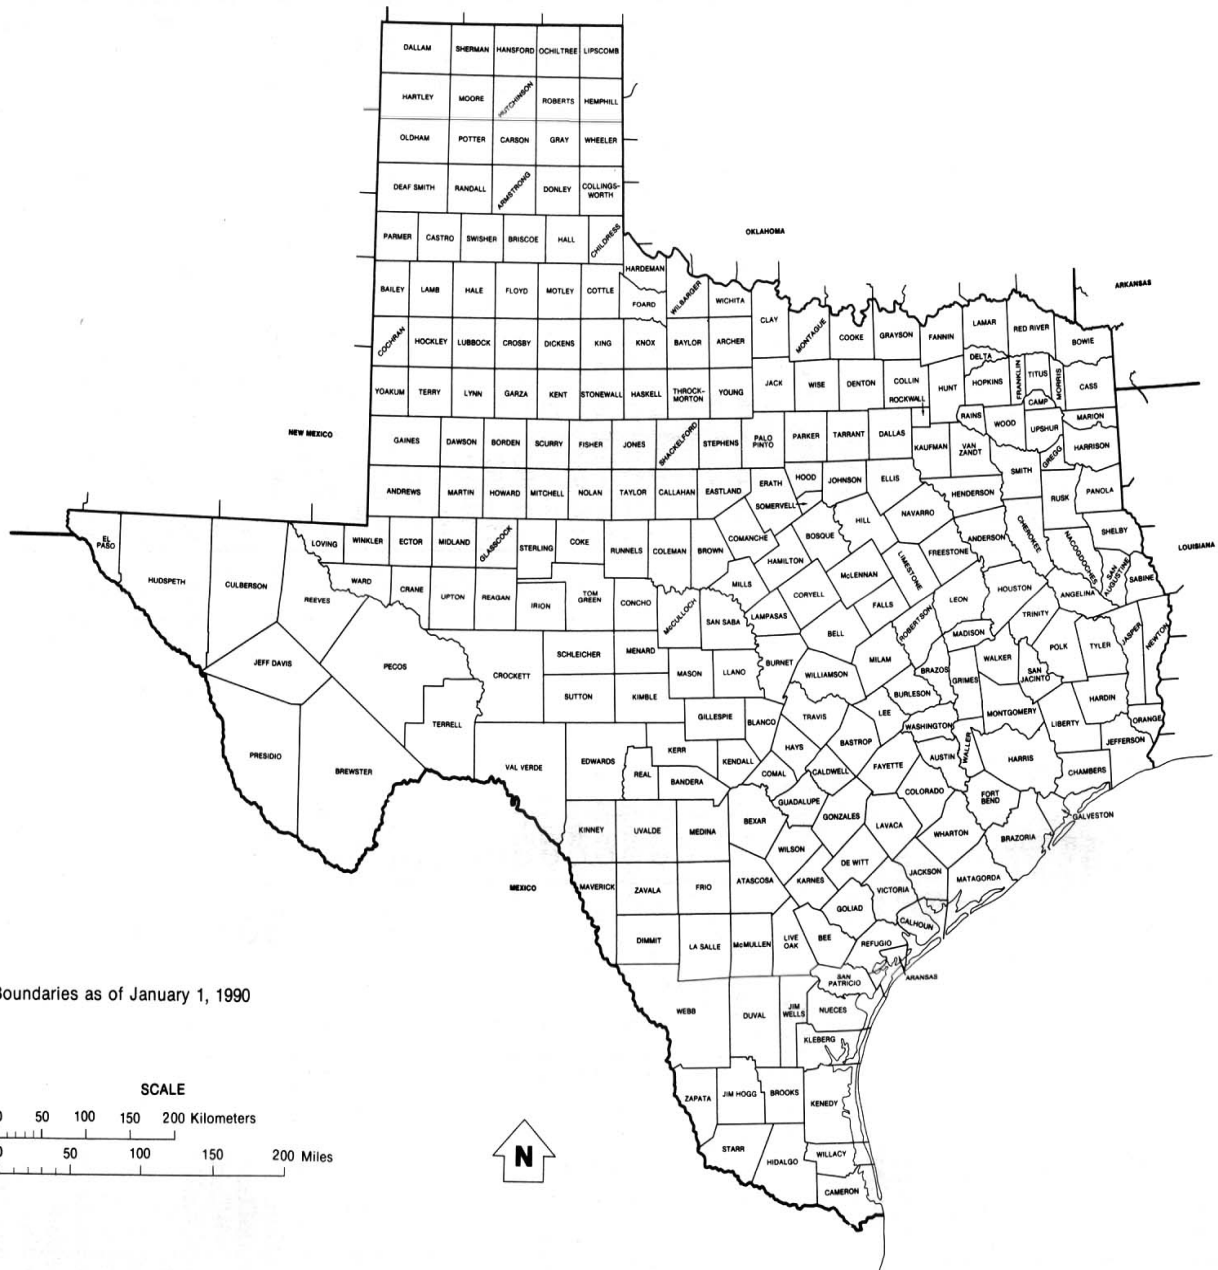 DALLAM SHERMAN HANSFORD OCHILTREE LIPSCOMB
HARTLEY MOORE HUTCHINSON ROBERTS HEMPHILL
OLDHAM POTTER CARSON GRAY WHEELER
DEAF SMITH RANDALL ARMSTRONG DONLEY COLLINGS-
WORTH
PARMER CASTRO SWISHER BRISCOE HALL CHILDRESS
OKLAHOMA
HARDEMAN
ARKANSAS
BAILEY LAMB HALE FLOYD MOTLEY COTTLE FOARD WILBARGER WICHITA
CLAY MONTAGUE COOKE GRAYSON FANNIN LAMAR RED RIVER BOWIE
COCHRAN HOCKLEY LUBBOCK CROSBY DICKENS KING KNOX BAYLOR ARCHER
DELTA
YOAKUM TERRY LYNN GARZA KENT STONEWALL HASKELL THROCK-
MORTON YOUNG JACK WISE DENTON COLLIN HUNT HOPKINS FRANKLIN TITUS MORRIS CASS
ROCKWALL CAMP
RAINS WOOD UPSHUR MARION
NEW MEXICO
GAINES DAWSON BORDEN SCURRY FISHER JONES SHACKELFORD STEPHENS PALO
PINTO PARKER TARRANT DALLAS KAUFMAN VAN
ZANDT GREGG HARRISON
SMITH
ANDREWS MARTIN HOWARD MITCHELL NOLAN TAYLOR CALLAHAN EASTLAND ERATH HOOD JOHNSON ELLIS HENDERSON RUSK PANOLA
SOMERVELL
EL
PASO HUDSPETH CULBERSON LOVING WINKLER ECTOR MIDLAND GLASSCOCK STERLING COKE RUNNELS COLEMAN BROWN COMANCHE BOSQUE HILL NAVARRO ANDERSON CHEROKEE NACOGDOCHES SHELBY
LOUISIANA
HAMILTON LIMESTONE FREESTONE SAN
AUGUSTINE SABINE
REEVES WARD CRANE UPTON REAGAN IRION TOM
GREEN CONCHO McCULLOCH MILLS CORYELL McLENNAN FALLS LEON HOUSTON ANGELINA
SAN SABA LAMPASAS BELL ROBERTSON MADISON TRINITY JASPER NEWTON
JEFF DAVIS PECOS CROCKETT SCHLEICHER MENARD MASON LLANO BURNET WILLIAMSON MILAM BRAZOS GRIMES WALKER SAN
JACINTO POLK TYLER
TERRELL SUTTON KIMBLE BURLESON HARDIN
GILLESPIE BLANCO TRAVIS LEE WASHINGTON MONTGOMERY LIBERTY ORANGE
PRESIDIO BREWSTER VAL VERDE EDWARDS REAL KERR KENDALL HAYS BASTROP AUSTIN WALLER HARRIS JEFFERSON
BANDERA COMAL CALDWELL FAYETTE COLORADO CHAMBERS
GUADALUPE FORT
BEND GALVESTON
KINNEY UVALDE MEDINA BEXAR GONZALES LAVACA WHARTON BRAZORIA
WILSON DE WITT
MEXICO
MAVERICK ZAVALA FRIO ATASCOSA KARNES JACKSON MATAGORDA
VICTORIA
GOLIAD CALHOUN
DIMMIT LA SALLE McMULLEN LIVE
OAK BEE REFUGIO
SAN
PATRICIO ARANSAS
Boundaries as of January 1, 1990
WEBB DUVAL JIM
WELLS NUECES
KLEBERG
SCALE
ZAPATA JIM HOGG BROOKS KENEDY
0 50 100 150 200 Kilometers
0 50 100 150 200 Miles
N
STARR HIDALGO WILLACY
CAMERON